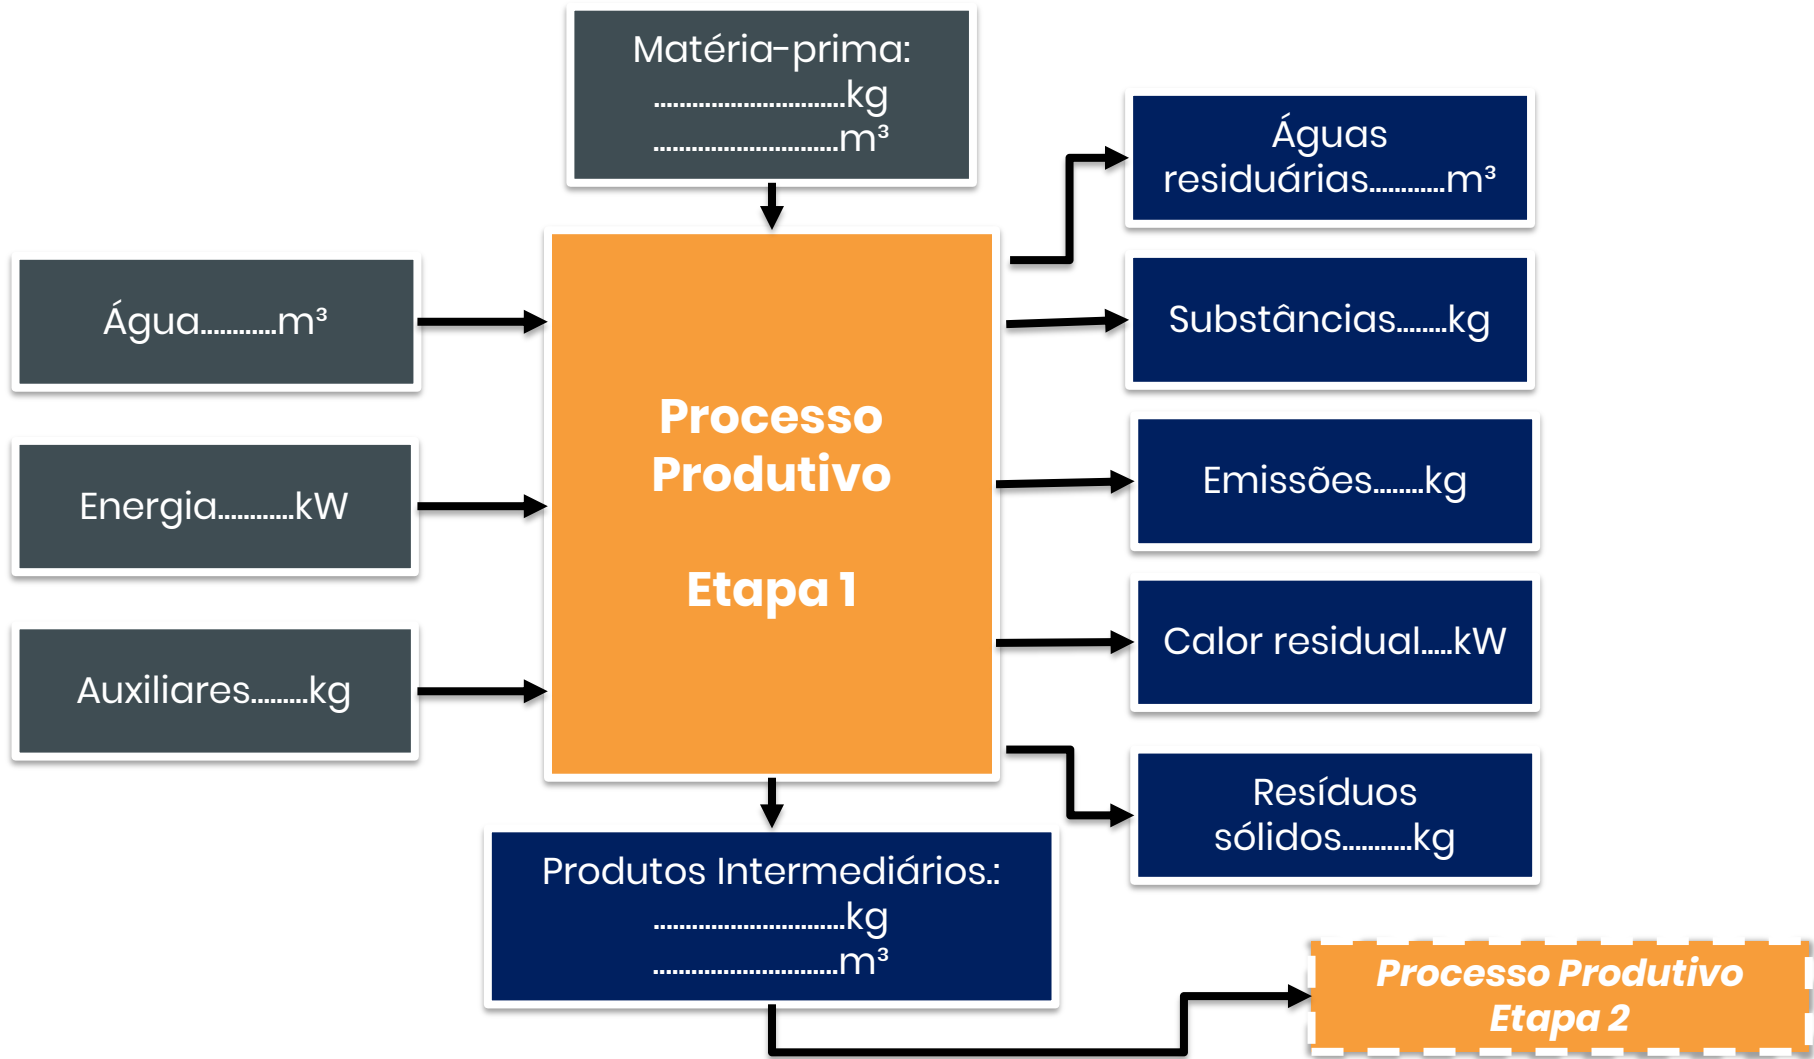 Matéria-prima:
..............................kg
.............................m³
Águas
residuárias............m³
Água............m³
Substâncias........kg
Processo
Produtivo
Etapa 1
Energia............kW
Emissões........kg
Auxiliares.........kg
Calor residual.....kW
Resíduos
sólidos...........kg
Produtos Intermediários.:
..............................kg
.............................m³
Processo Produtivo
Etapa 2